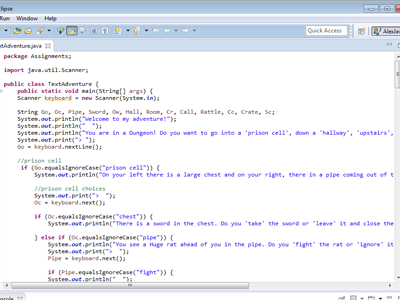 clipse
Run Window Help
Quick Access
AlexJav
TextAdventure.java
package Assignments;
import java.util.Scanner;
public class TextAdventure {
public static void main(String[] args) {
Scanner keyboard = new Scanner(System.in);
String Go, Oc, Pipe, Sword, Ow, Hall, Room, Cr, Call, Rattle, Cc, Crate, Sc;
System.out.println("Welcome to my adventure!");
System.out.println(" ");
System.out.println("You are in a Dungeon! Do you want to go into a 'prison cell', down a 'hallway', 'upstairs',
System.out.print("> ");
Go = keyboard.nextLine();
//prison cell
if (Go.equalsIgnoreCase("prison cell")) {
System.out.println("On your left there is a large chest and on your right, there in a pipe coming out of t
//prison cell choices
System.out.print("> ");
Oc = keyboard.next();
if (Oc.equalsIgnoreCase("chest")) {
System.out.println("There is a sword in the chest. Do you 'take' the sword or 'leave' it and close the
} else if (Oc.equalsIgnoreCase("pipe")) {
System.out.println("You see a Huge rat ahead of you in the pipe. Do you 'fight' the rat or 'ignore' it
System.out.print("> ");
Pipe = keyboard.next();
if (Pipe.equalsIgnoreCase("fight")) {
System.out.print(" ");
nsole